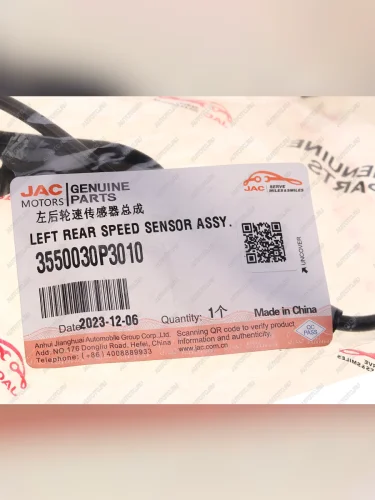 JAC MOTORS
GENUINE PARTS
JAC SERVE
左后轮速传感器总成
LEFT REAR SPEED SENSOR ASSY.
3550030P3010
UNCOVER
Date 2023-12-06
Quantity: 1个
Made in China
Anhui Jianghuai Automobile Group Corp.,Ltd.
Add. NO.176 Dongliu Road, Hefei, China
Telephone: (+86) 4008889933
Scanning QR code to verify product
information and authenticity.
www.jac.com.cn
QC PASS